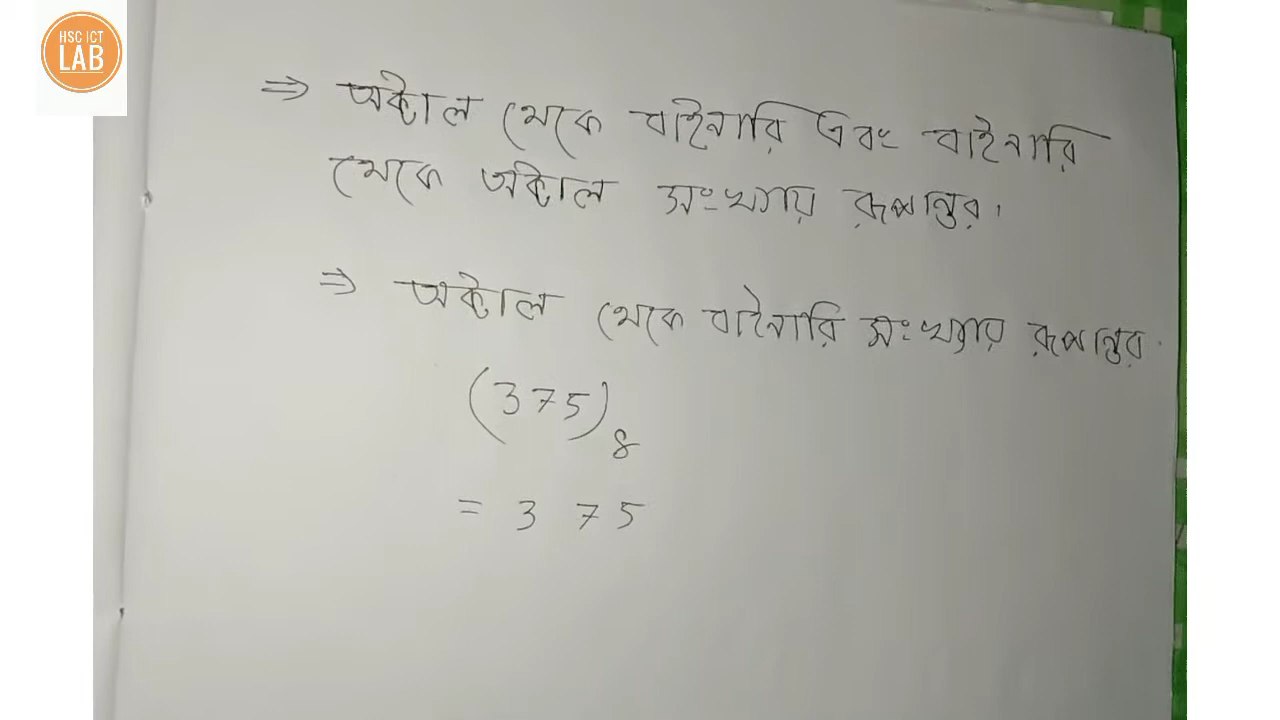 HSC ICT
LAB
⇒ অক্টাল থেকে বাইনারি এবং বাইনারি
থেকে অক্টাল সংখ্যায় রূপান্তর।
⇒ অক্টাল থেকে বাইনারি সংখ্যায় রূপান্তর
(375)₈
= 3 7 5